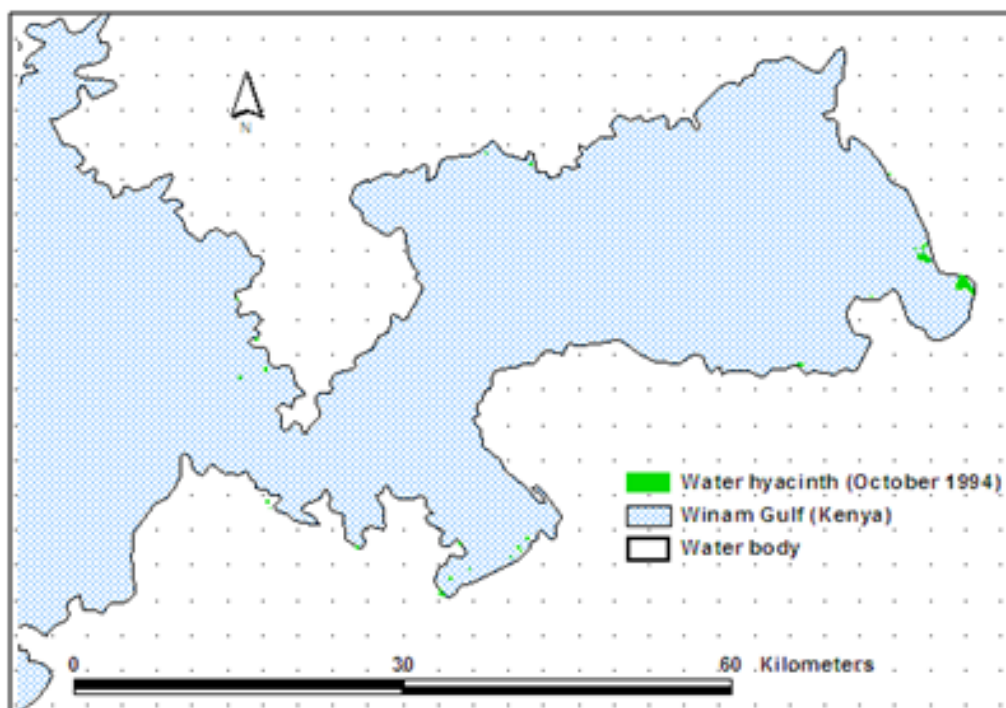 N
Water hyacinth (October 1994)
Winam Gulf (Kenya)
Water body
0 30 60 Kilometers